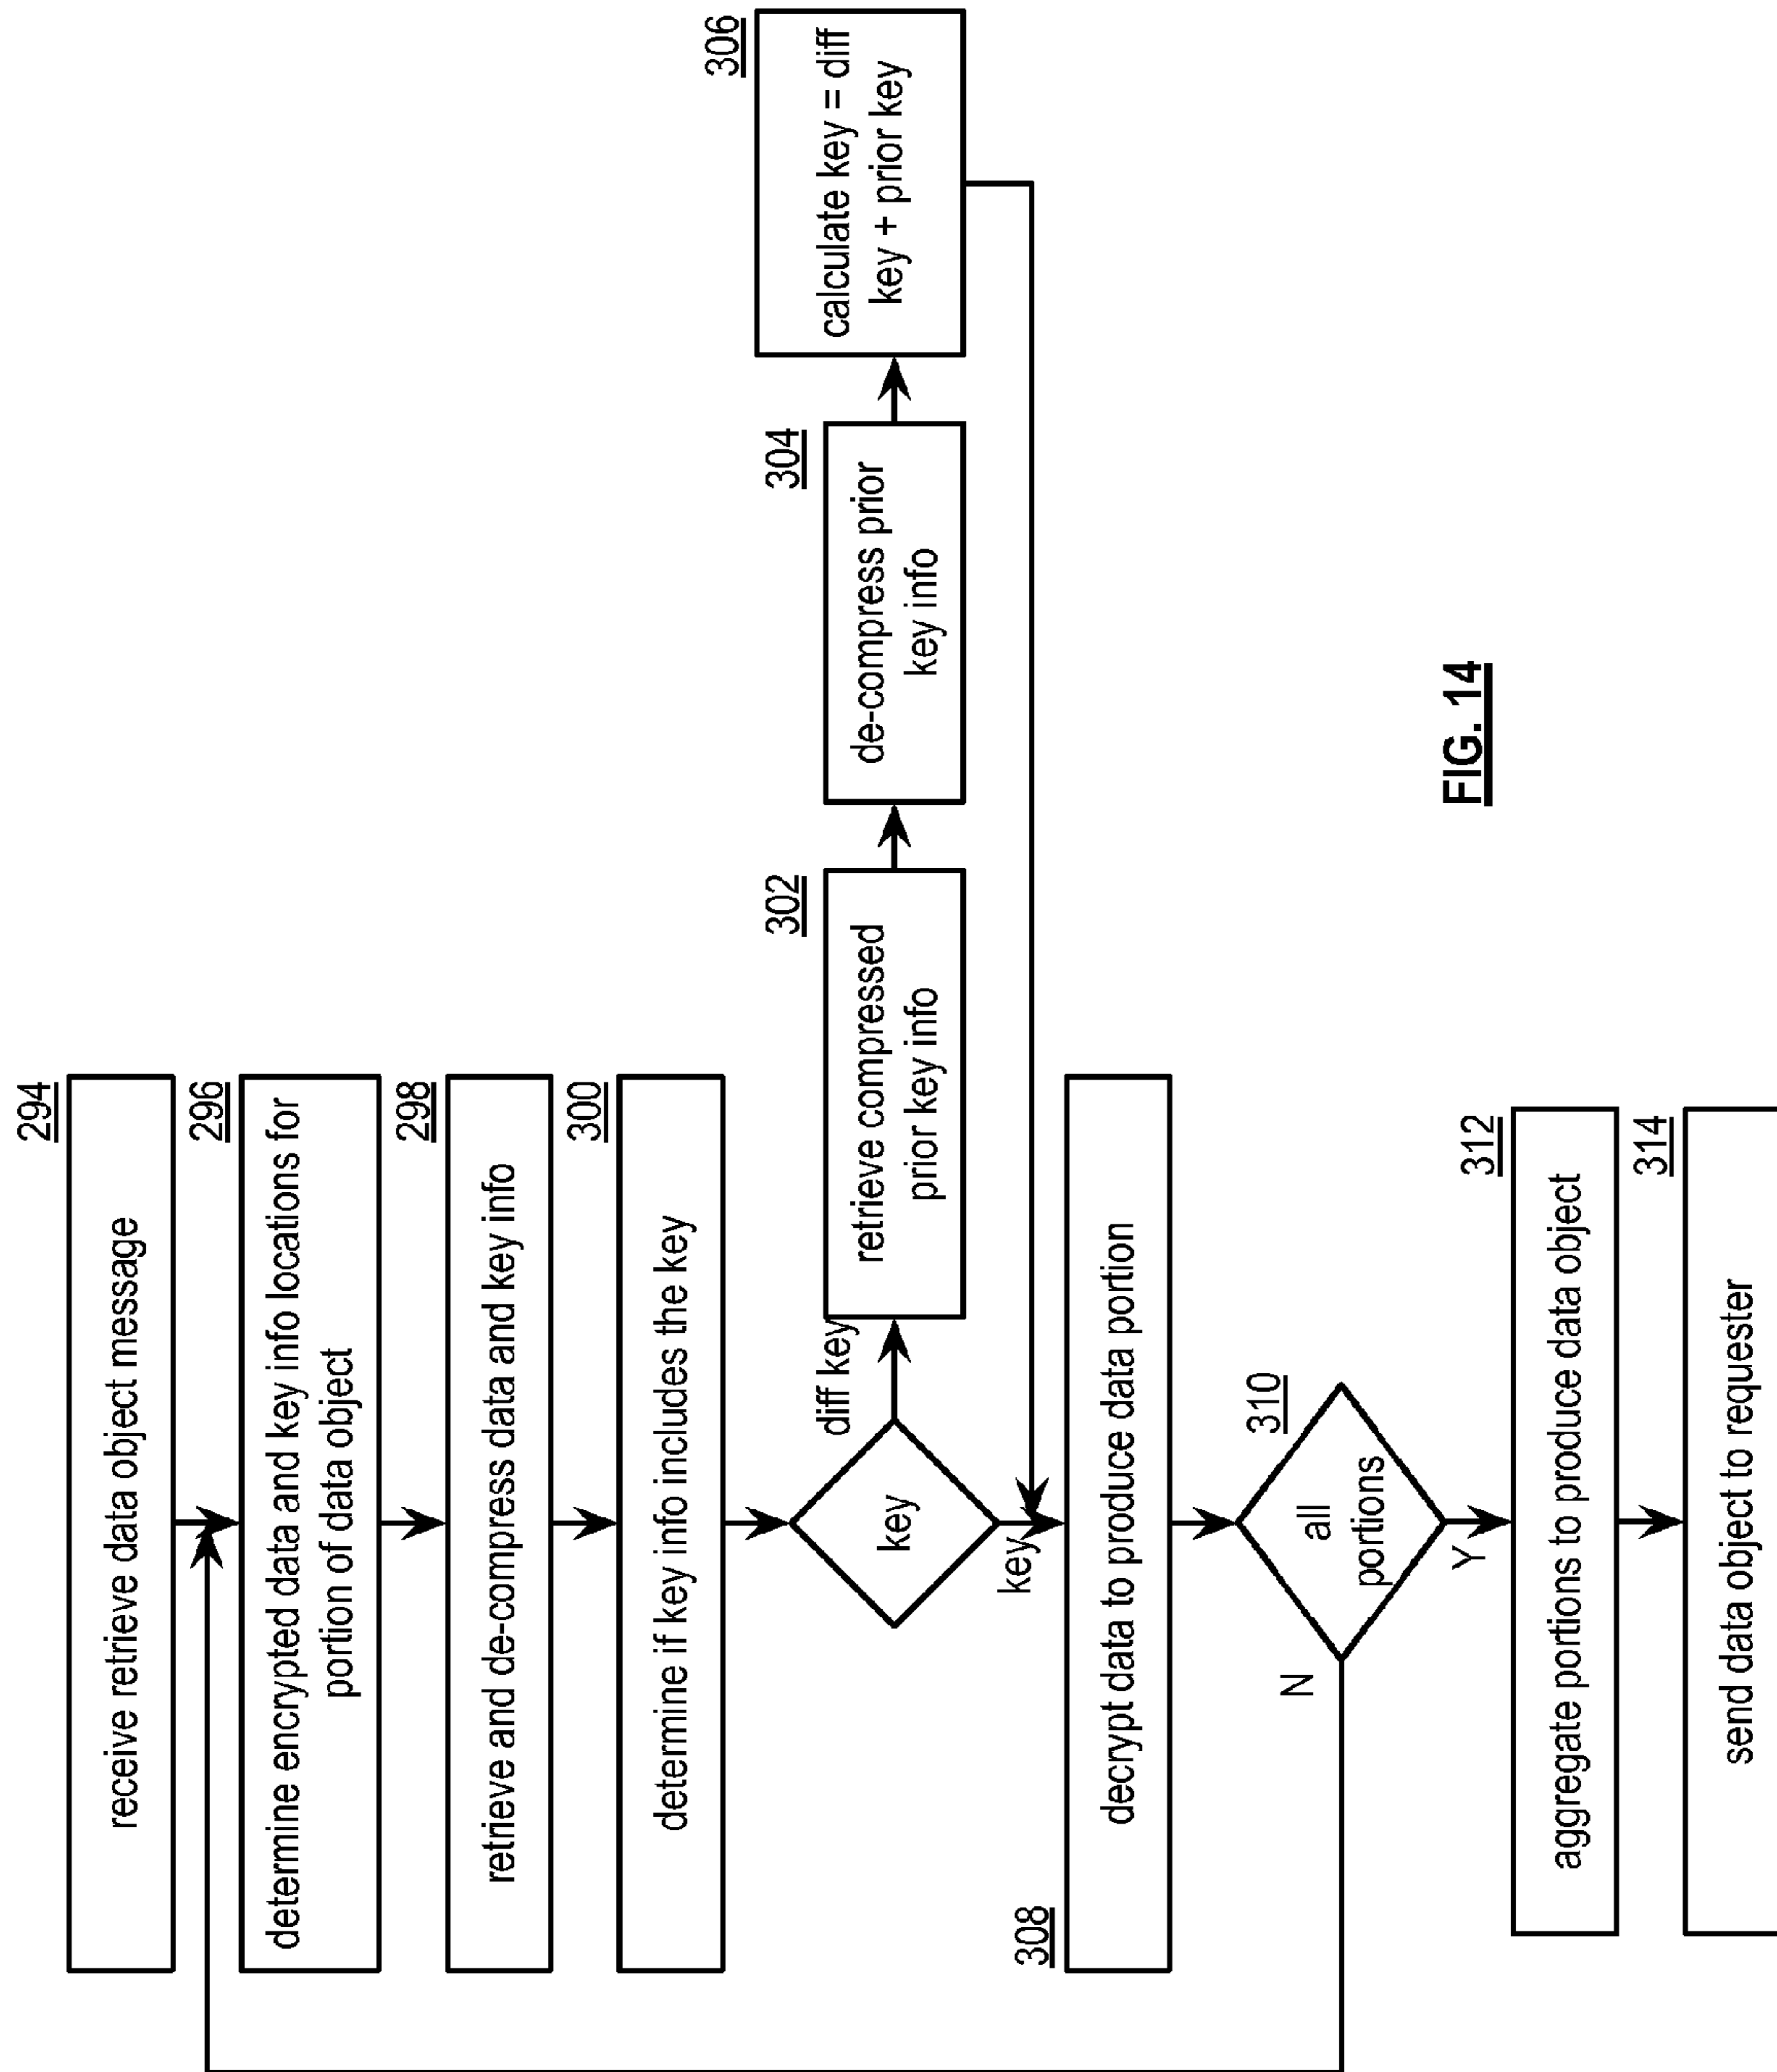 294
receive retrieve data object message
296
determine encrypted data and key info locations for
portion of data object
298
retrieve and de-compress data and key info
300
determine if key info includes the key
key
diff key
302
retrieve compressed
prior key info
304
de-compress prior
key info
306
calculate key = diff
key + prior key
key
308
decrypt data to produce data portion
310
all
portions
N
Y
312
aggregate portions to produce data object
314
send data object to requester
FIG. 14